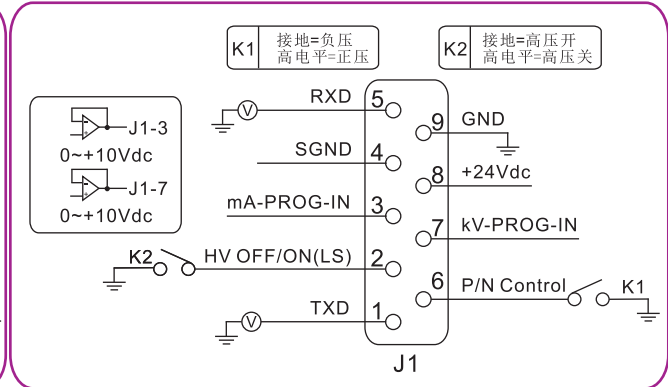 K1
接地=负压
高电平=正压
K2
接地=高压开
高电平=高压关
RXD
5
9
GND
J1-3
0~+10Vdc
J1-7
0~+10Vdc
SGND
4
8
+24Vdc
mA-PROG-IN
3
7
kV-PROG-IN
K2
HV OFF/ON(LS)
2
6
P/N Control
K1
TXD
1
J1
V
V